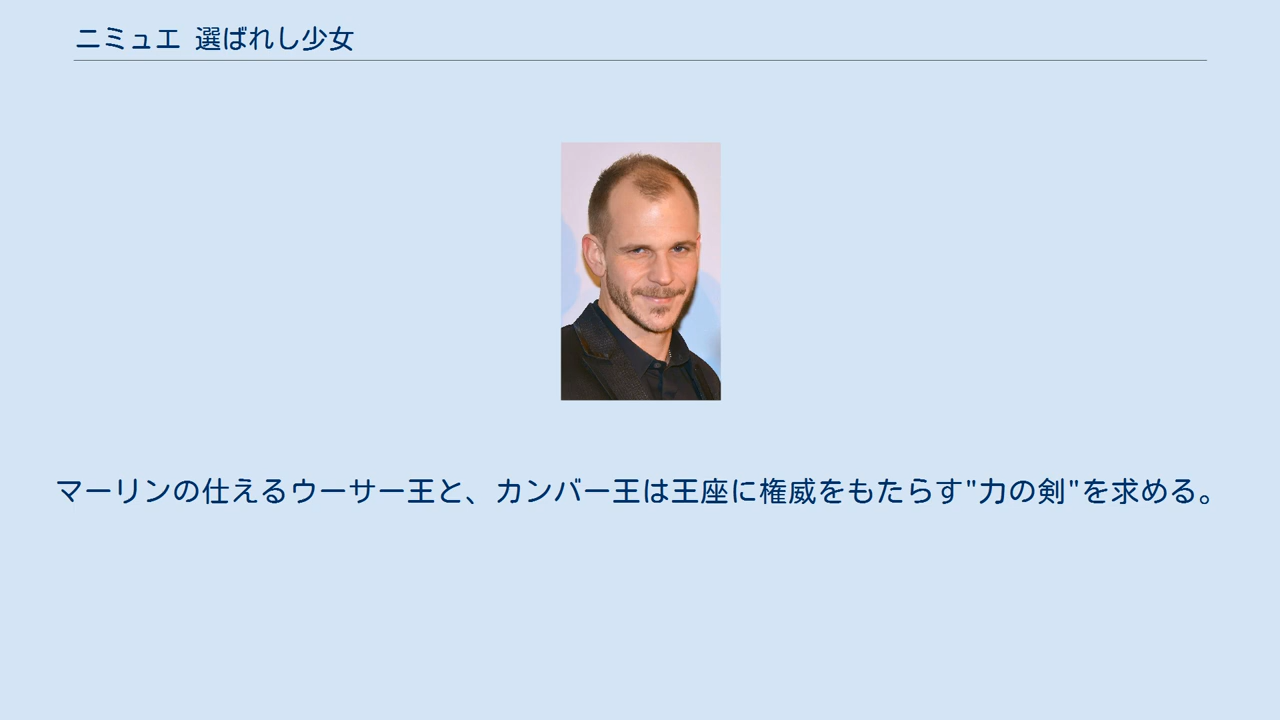 ニミュエ 選ばれし少女
マーリンの仕えるウーサー王と、カンバー王は王座に権威をもたらす"力の剣"を求める。